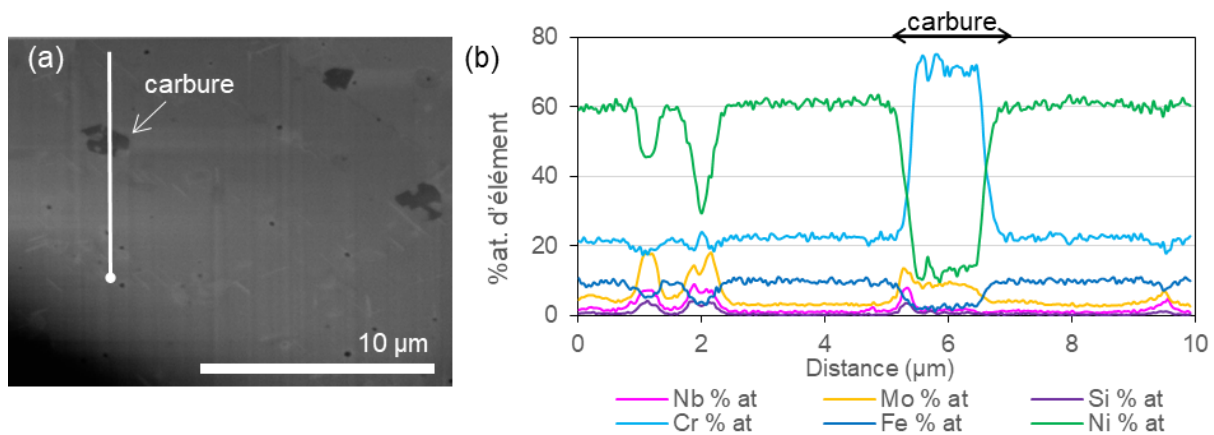 (a)
carbure
10 µm
(b)
carbure
80
60
40
20
0
%at. d'élément
0 2 4 6 8 10
Distance (µm)
Nb % at Mo % at Si % at
Cr % at Fe % at Ni % at